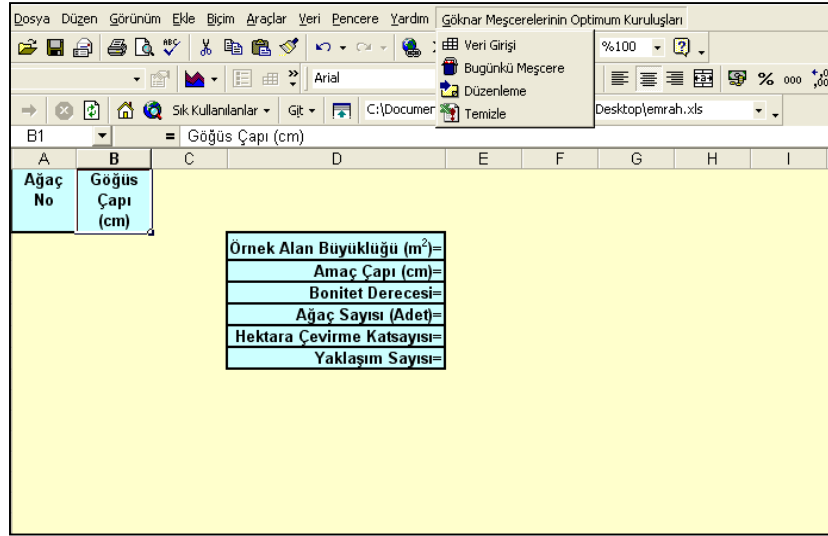 Dosya Düzen Görünüm Ekle Biçim Araçlar Veri Pencere Yardım Göknar Meşcerelerinin Optimum Kuruluşları
Veri Girişi
%100
Bugünkü Meşcere
Arial
% 000
Düzenleme
Sık Kullanılanlar Git C:\Documen
Desktop\emrah.xls
Temizle
B1 = Göğüs Çapı (cm)
A B C D E F G H I
Ağaç No
Göğüs Çapı (cm)
Örnek Alan Büyüklüğü (m²)=
Amaç Çapı (cm)=
Bonitet Derecesi=
Ağaç Sayısı (Adet)=
Hektara Çevirme Katsayısı=
Yaklaşım Sayısı=